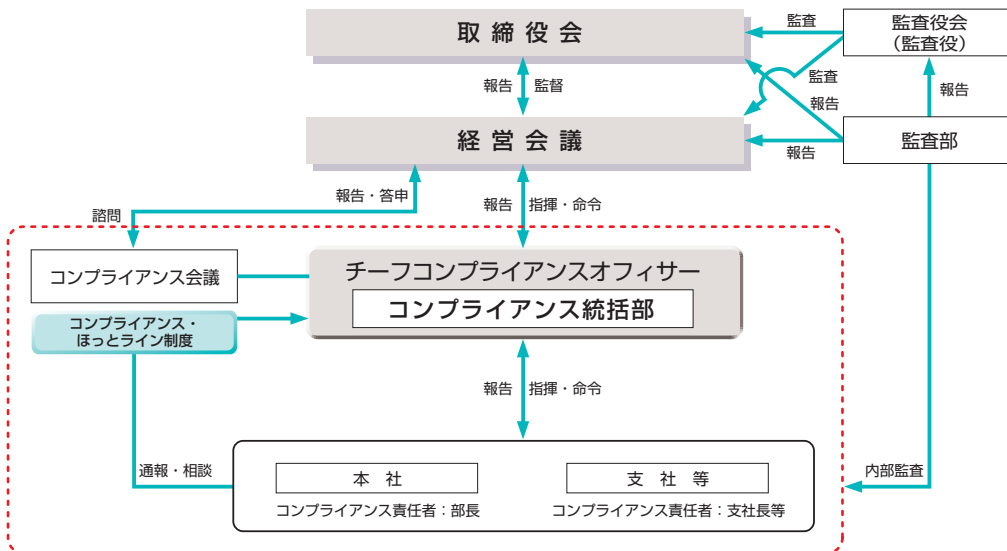 取締役会
監査
監査役会
(監査役)
報告
監督
監査
報告
報告
経営会議
報告
監査部
報告・答申
諮問
報告
指揮・命令
コンプライアンス会議
チーフコンプライアンスオフィサー
コンプライアンス統括部
コンプライアンス・
ほっとライン制度
報告
指揮・命令
通報・相談
内部監査
本社
支社等
コンプライアンス責任者：部長
コンプライアンス責任者：支社長等